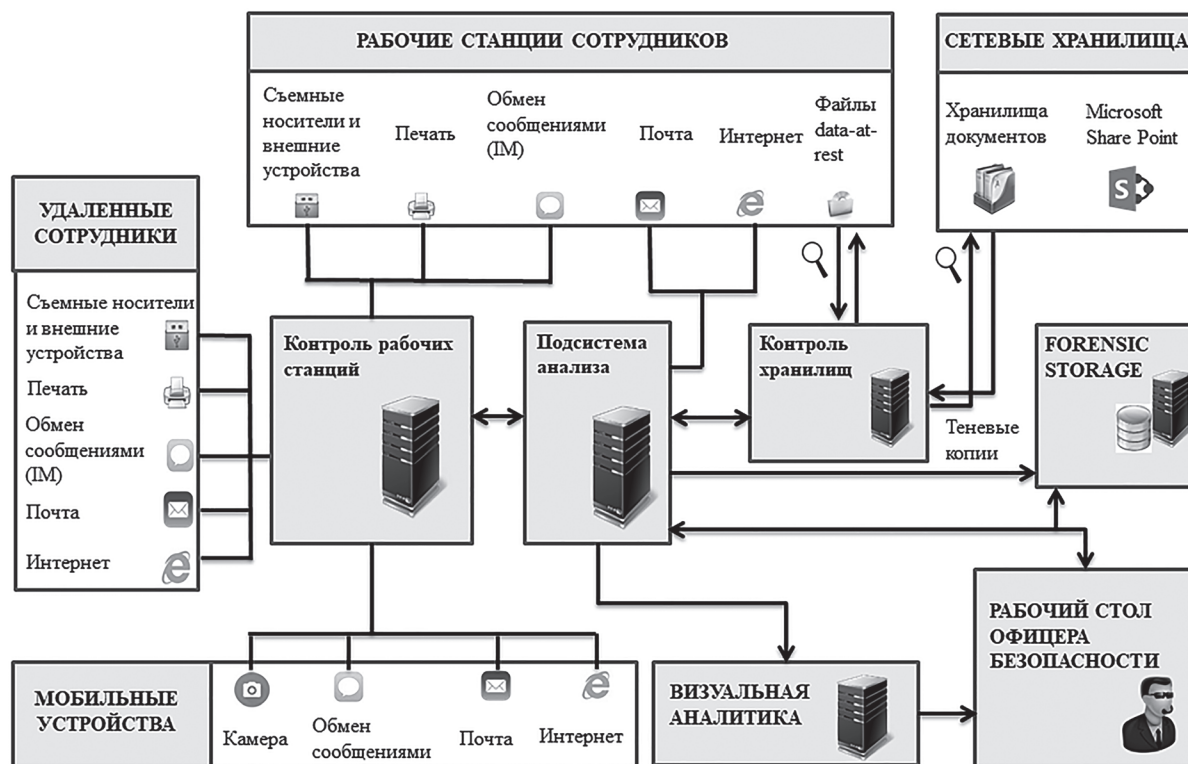 РАБОЧИЕ СТАНЦИИ СОТРУДНИКОВ
Съемные
носители и
внешние
устройства
Печать
Обмен
сообщениями
(IM)
Почта
Интернет
Файлы
data-at-
rest
СЕТЕВЫЕ ХРАНИЛИЩА
Хранилища
документов
Microsoft
Share Point
УДАЛЕННЫЕ
СОТРУДНИКИ
Съемные носители
и внешние
устройства
Печать
Обмен
сообщениями
(IM)
Почта
Интернет
Контроль рабочих
станций
Подсистема
анализа
Контроль
хранилищ
Теневые
копии
FORENSIC
STORAGE
МОБИЛЬНЫЕ
УСТРОЙСТВА
Камера
Обмен
сообщениями
Почта
Интернет
ВИЗУАЛЬНАЯ
АНАЛИТИКА
РАБОЧИЙ СТОЛ
ОФИЦЕРА
БЕЗОПАСНОСТИ